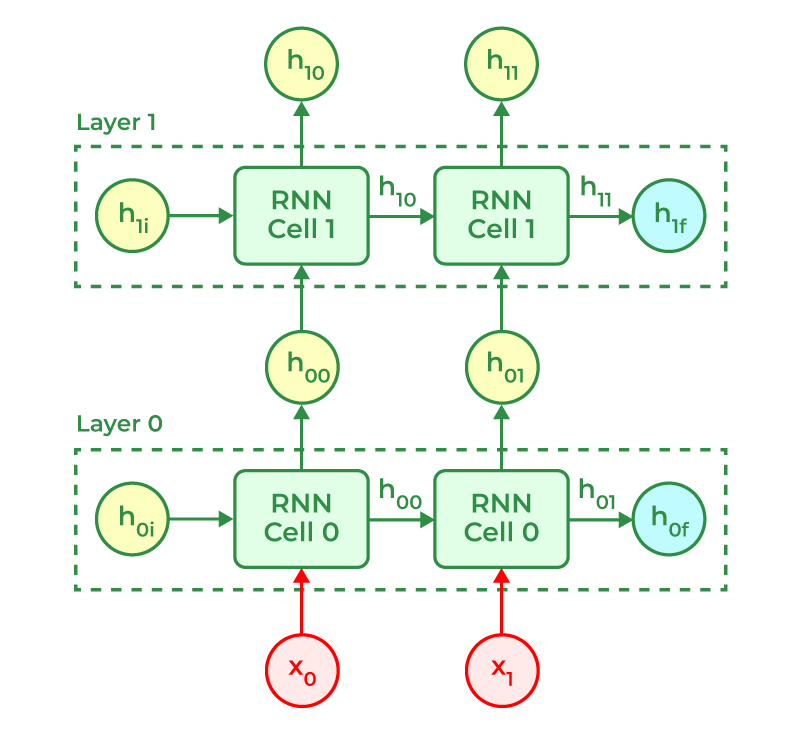 h10
h11
Layer 1
h1i
RNN
Cell 1
h10
RNN
Cell 1
h11
h1f
h00
h01
Layer 0
h0i
RNN
Cell 0
h00
RNN
Cell 0
h01
h0f
x0
x1